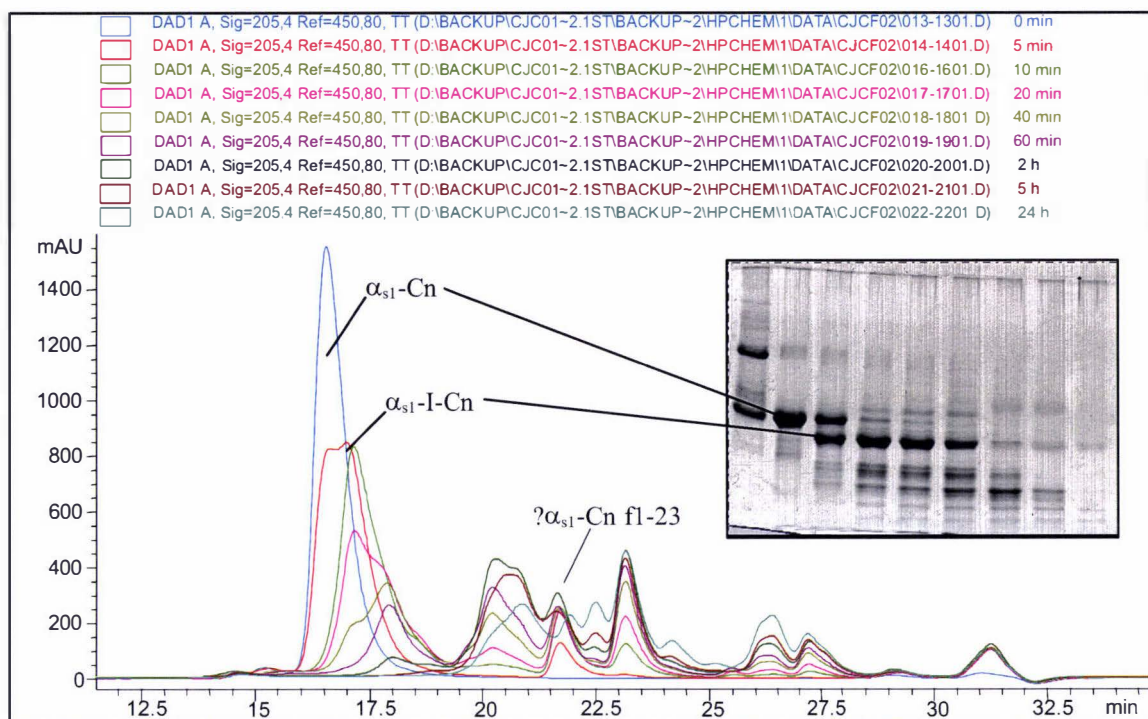 DAD1 A, Sig=205,4 Ref=450,80, TT (D:\BACKUP\CJC01~2.1ST\BACKUP~2\HPCHEM\1\DATA\CJCF02\013-1301.D) 0 min
DAD1 A, Sig=205,4 Ref=450,80, TT (D:\BACKUP\CJC01~2.1ST\BACKUP~2\HPCHEM\1\DATA\CJCF02\014-1401.D) 5 min
DAD1 A, Sig=205,4 Ref=450,80, TT (D:\BACKUP\CJC01~2.1ST\BACKUP~2\HPCHEM\1\DATA\CJCF02\016-1601.D) 10 min
DAD1 A, Sig=205,4 Ref=450,80, TT (D:\BACKUP\CJC01~2.1ST\BACKUP~2\HPCHEM\1\DATA\CJCF02\017-1701.D) 20 min
DAD1 A, Sig=205,4 Ref=450,80, TT (D:\BACKUP\CJC01~2.1ST\BACKUP~2\HPCHEM\1\DATA\CJCF02\018-1801 D) 40 min
DAD1 A, Sig=205,4 Ref=450,80, TT (D:\BACKUP\CJC01~2.1ST\BACKUP~2\HPCHEM\1\DATA\CJCF02\019-1901.D) 60 min
DAD1 A, Sig=205,4 Ref=450,80, TT (D:\BACKUP\CJC01~2.1ST\BACKUP~2\HPCHEM\1\DATA\CJCF02\020-2001.D) 2 h
DAD1 A, Sig=205,4 Ref=450,80, TT (D:\BACKUP\CJC01~2.1ST\BACKUP~2\HPCHEM\1\DATA\CJCF02\021-2101.D) 5 h
DAD1 A, Sig=205,4 Ref=450,80, TT (D:\BACKUP\CJC01~2.1ST\BACKUP~2\HPCHEM\1\DATA\CJCF02\022-2201 D) 24 h
mAU
1400
αs1-Cn
1200
1000
αs1-I-Cn
800
600
?αs1-Cn f1-23
400
200
0
12.5 15 17.5 20 22.5 25 27.5 30 32.5 min